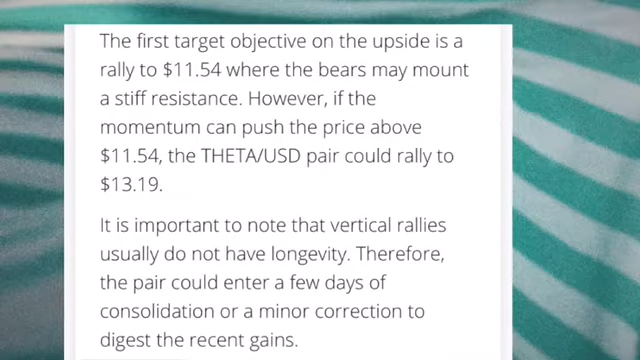 The first target objective on the upside is a
rally to $11.54 where the bears may mount
a stiff resistance. However, if the
momentum can push the price above
$11.54, the THETA/USD pair could rally to
$13.19.
It is important to note that vertical rallies
usually do not have longevity. Therefore,
the pair could enter a few days of
consolidation or a minor correction to
digest the recent gains.